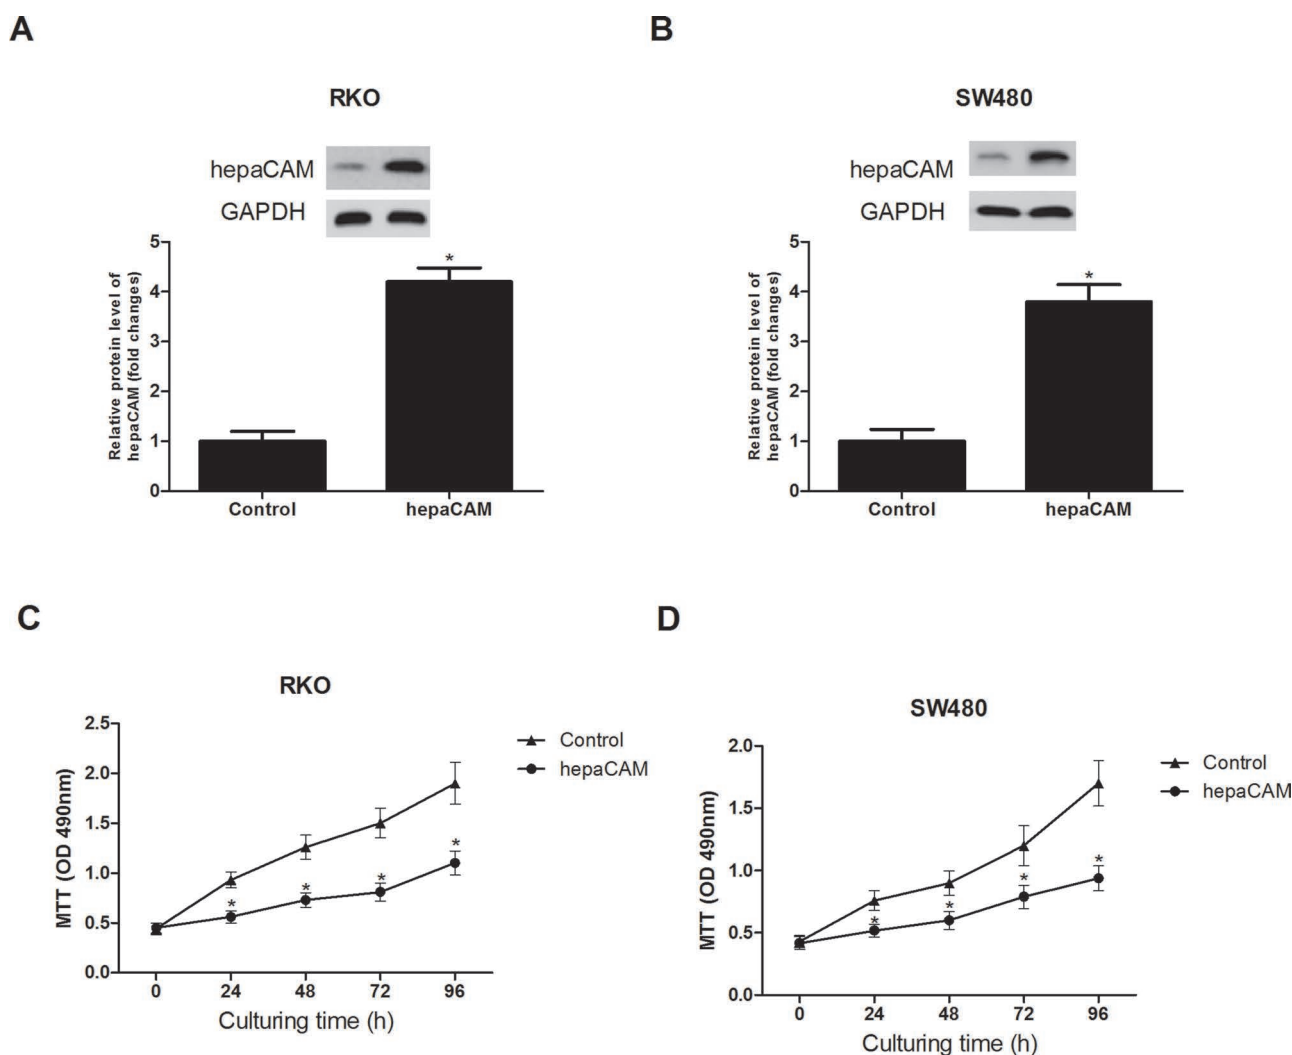 A
B
RKO
SW480
hepaCAM
GAPDH
hepaCAM
GAPDH
Relative protein level of
hepaCAM (fold changes)
5
4
3
2
1
0
*
Control
hepaCAM
Relative protein level of
hepaCAM (fold changes)
5
4
3
2
1
0
*
Control
hepaCAM
C
D
RKO
MTT (OD 490nm)
2.5
2.0
1.5
1.0
0.5
0.0
* * * *
0 24 48 72 96
Culturing time (h)
Control
hepaCAM
SW480
MTT (OD 490nm)
2.0
1.5
1.0
0.5
0.0
* * * *
0 24 48 72 96
Culturing time (h)
Control
hepaCAM